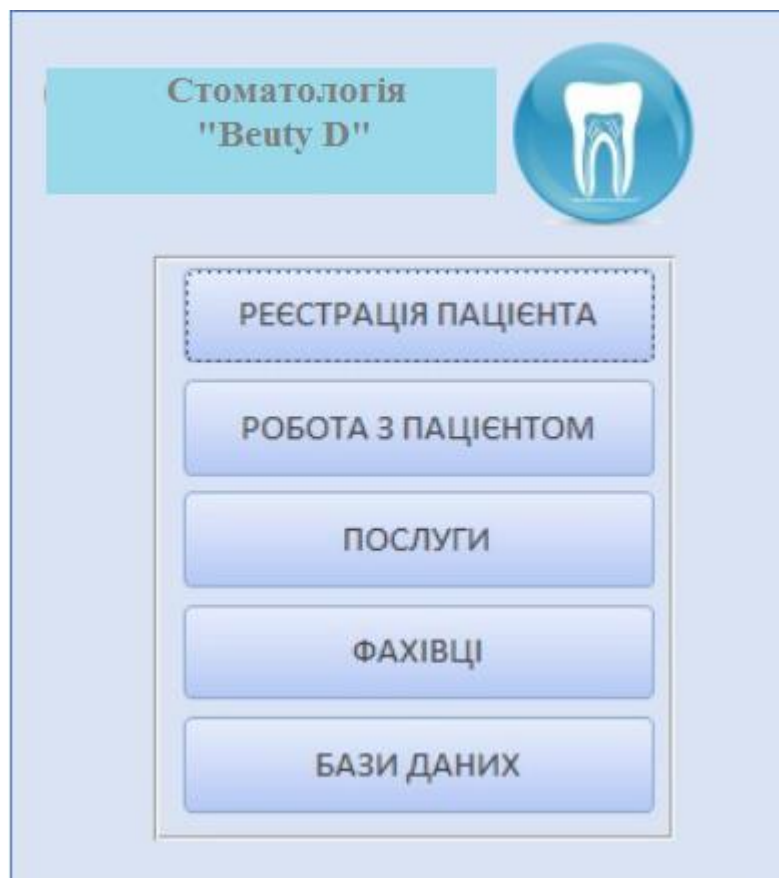 Стоматологія
"Beuty D"
РЕЄСТРАЦІЯ ПАЦІЄНТА
РОБОТА З ПАЦІЄНТОМ
ПОСЛУГИ
ФАХІВЦІ
БАЗИ ДАНИХ